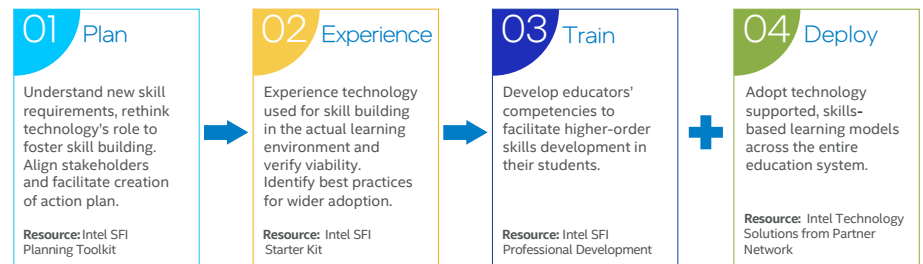 01 Plan
Understand new skill
requirements, rethink
technology's role to
foster skill building.
Align stakeholders
and facilitate creation
of action plan.
Resource: Intel SFI
Planning Toolkit
02 Experience
Experience technology
used for skill building
in the actual learning
environment and
verify viability.
Identify best practices
for wider adoption.
Resource: Intel SFI
Starter Kit
03 Train
Develop educators'
competencies to
facilitate higher-order
skills development in
their students.
Resource: Intel SFI
Professional Development
04 Deploy
Adopt technology
supported, skills-
based learning models
across the entire
education system.
Resource: Intel Technology
Solutions from Partner
Network